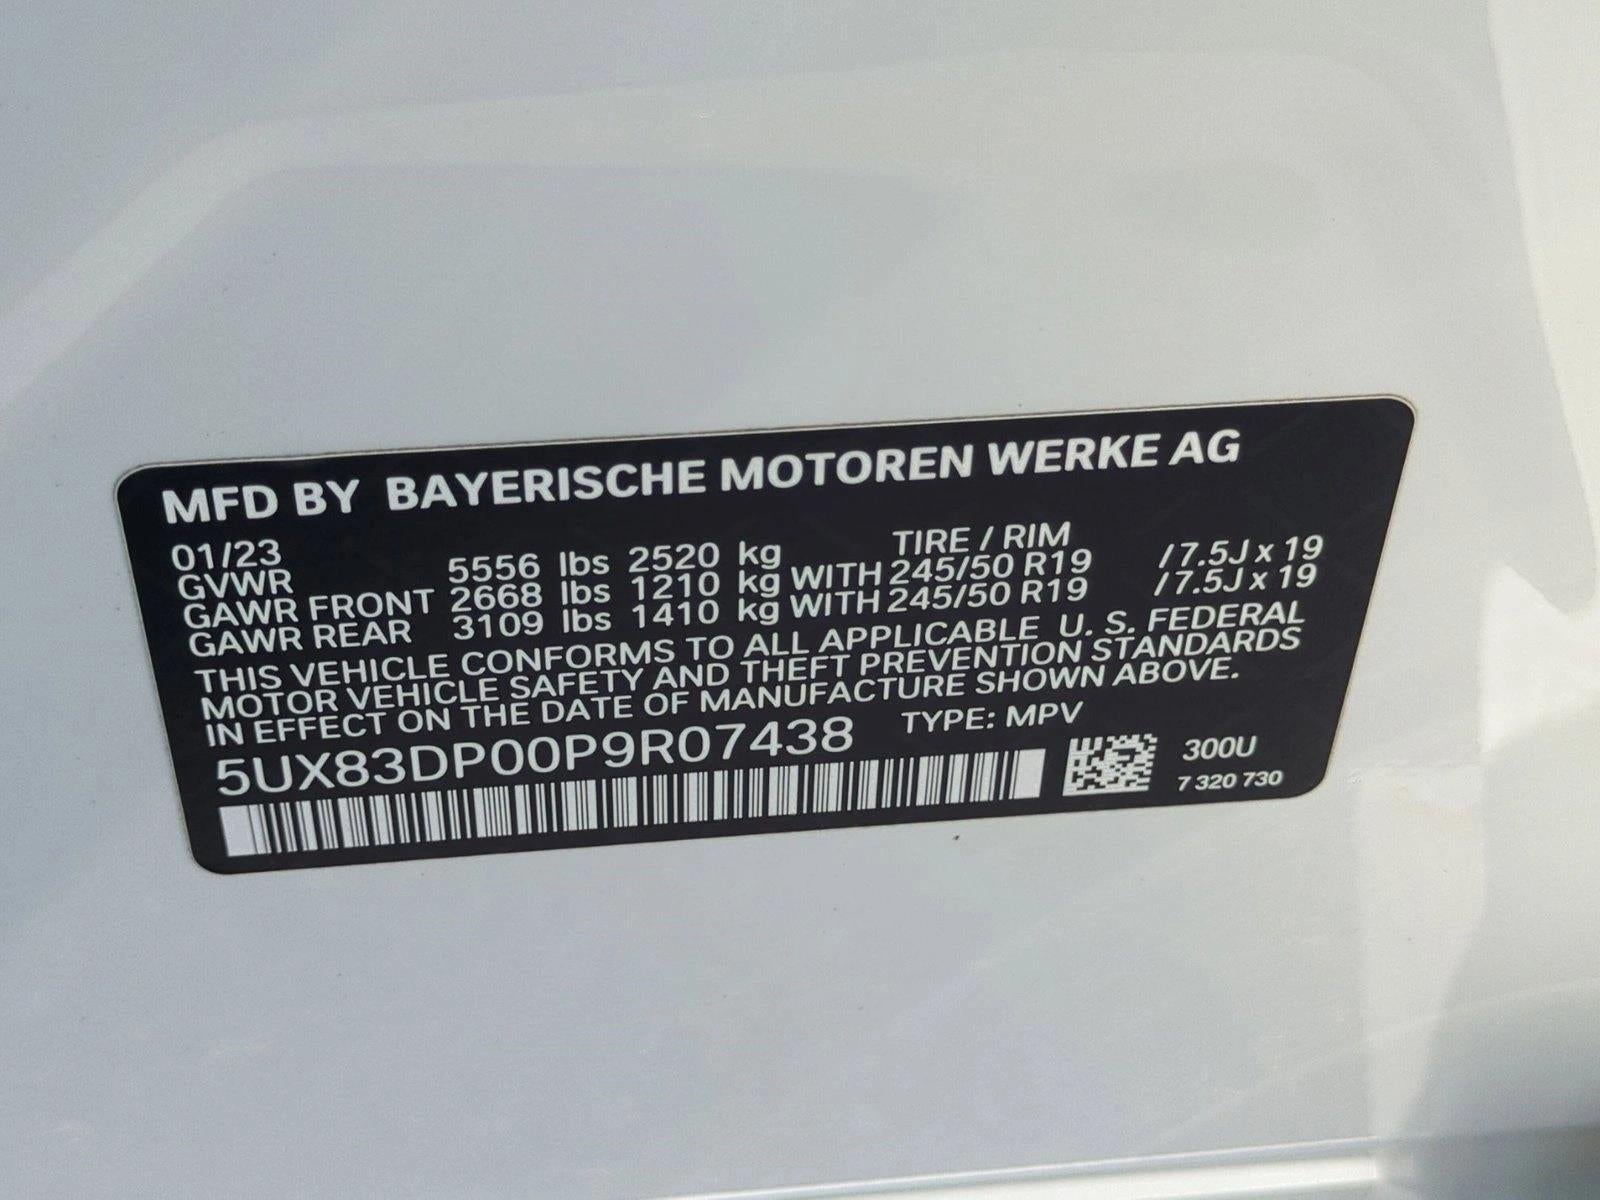 MFD BY BAYERISCHE MOTOREN WERKE AG
01/23 TIRE / RIM
GVWR 5556 lbs 2520 kg
GAWR FRONT 2668 lbs 1210 kg WITH 245/50 R19 / 7.5J x 19
GAWR REAR 3109 lbs 1410 kg WITH 245/50 R19 / 7.5J x 19
THIS VEHICLE CONFORMS TO ALL APPLICABLE U. S. FEDERAL
MOTOR VEHICLE SAFETY AND THEFT PREVENTION STANDARDS
IN EFFECT ON THE DATE OF MANUFACTURE SHOWN ABOVE.
5UX83DP00P9R07438 TYPE: MPV
300U
7 320 730